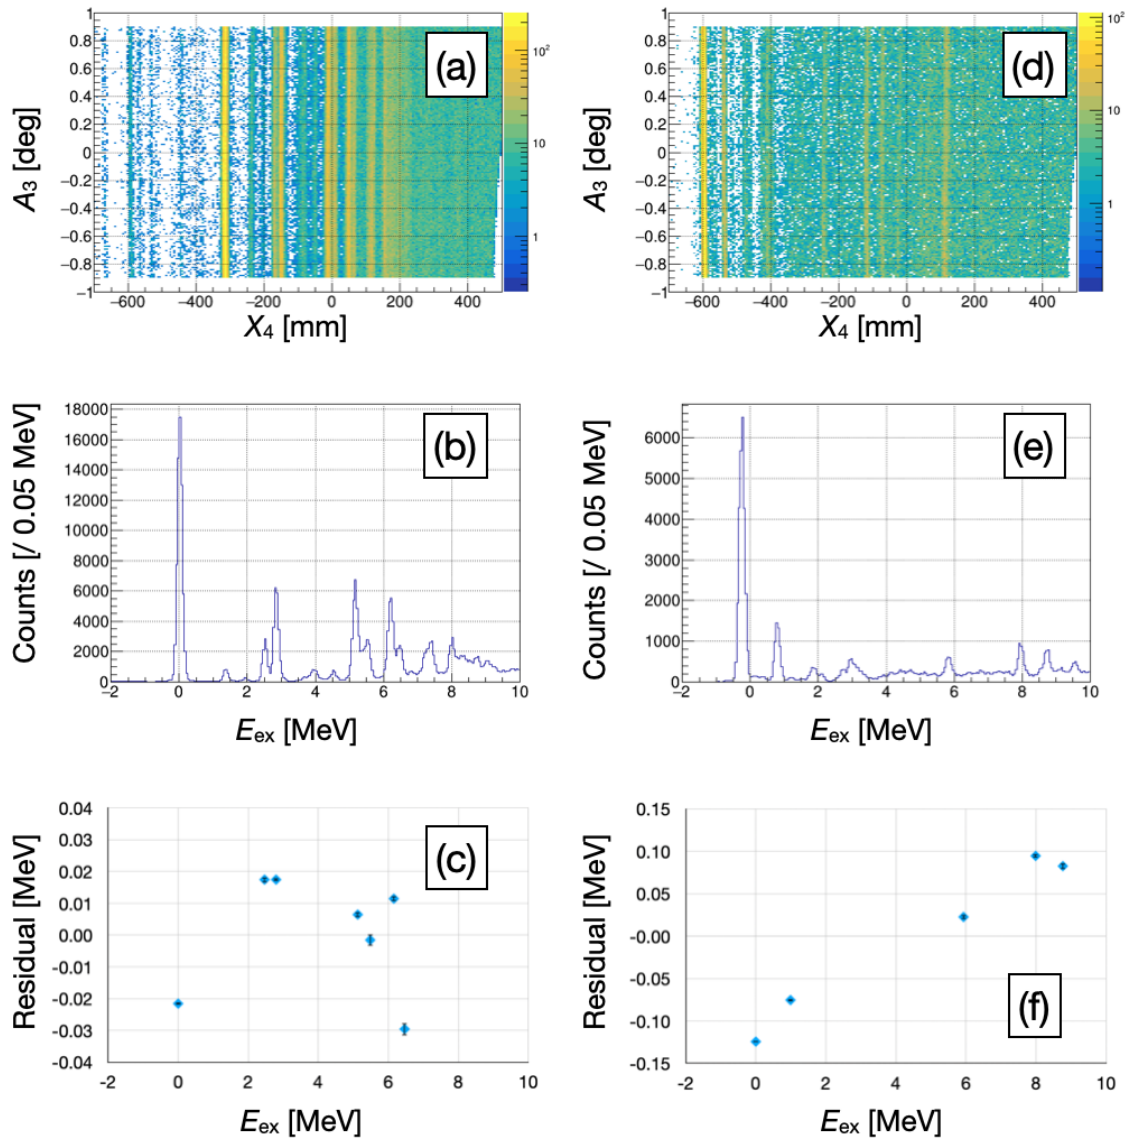 A3 [deg]
1
0.8
0.6
0.4
0.2
0
−0.2
−0.4
−0.6
−0.8
−1
(a)
10²
10
1
−600 −400 −200 0 200 400
X4 [mm]
A3 [deg]
1
0.8
0.6
0.4
0.2
0
−0.2
−0.4
−0.6
−0.8
−1
(d)
10²
10
1
−600 −400 −200 0 200 400
X4 [mm]
Counts [/ 0.05 MeV]
18000
16000
14000
12000
10000
8000
6000
4000
2000
0
(b)
−2 0 2 4 6 8 10
Eex [MeV]
Counts [/ 0.05 MeV]
6000
5000
4000
3000
2000
1000
0
(e)
−2 0 2 4 6 8 10
Eex [MeV]
Residual [MeV]
0.04
0.03
0.02
0.01
0.00
-0.01
-0.02
-0.03
-0.04
(c)
-2 0 2 4 6 8 10
Eex [MeV]
Residual [MeV]
0.15
0.10
0.05
-0.00
-0.05
-0.10
-0.15
(f)
-2 0 2 4 6 8 10
Eex [MeV]